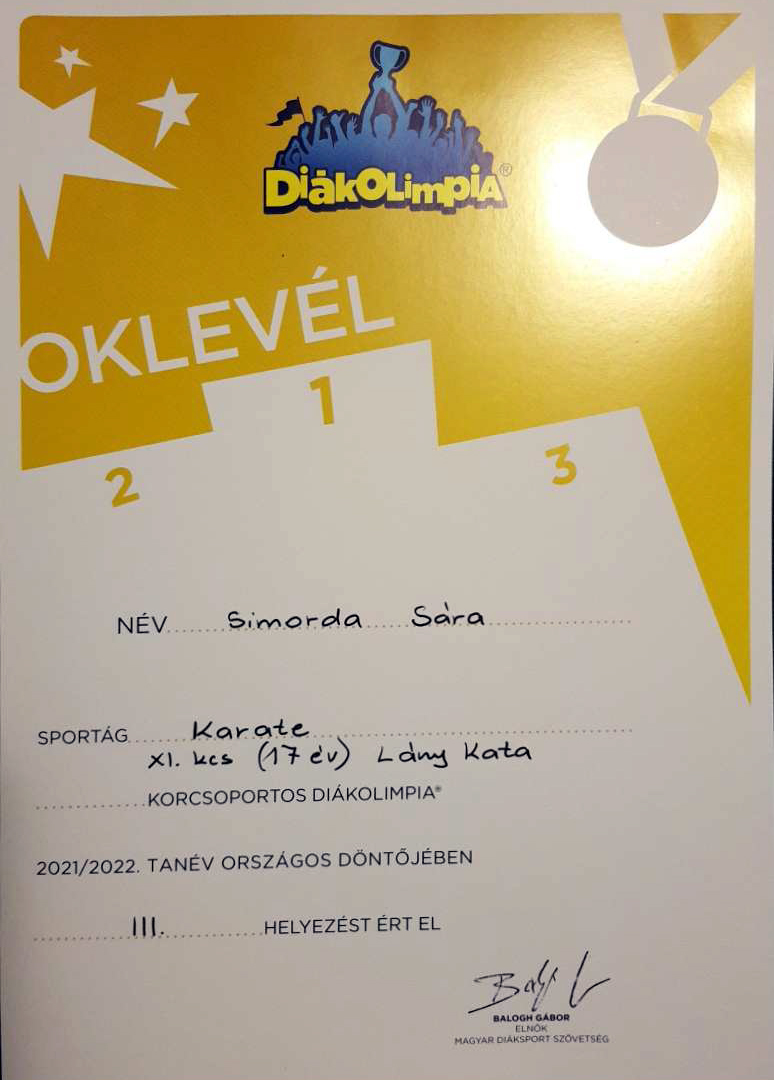 DiákOLimpiA®
OKLEVÉL
1
2
3
NÉV Simorda Sára
SPORTÁG Karate
XI. kcs (17 év) Lány Kata
KORCSOPORTOS DIÁKOLIMPIA®
2021/2022. TANÉV ORSZÁGOS DÖNTŐJÉBEN
III. HELYEZÉST ÉRT EL
BALOGH GÁBOR
ELNÖK
MAGYAR DIÁKSPORT SZÖVETSÉG